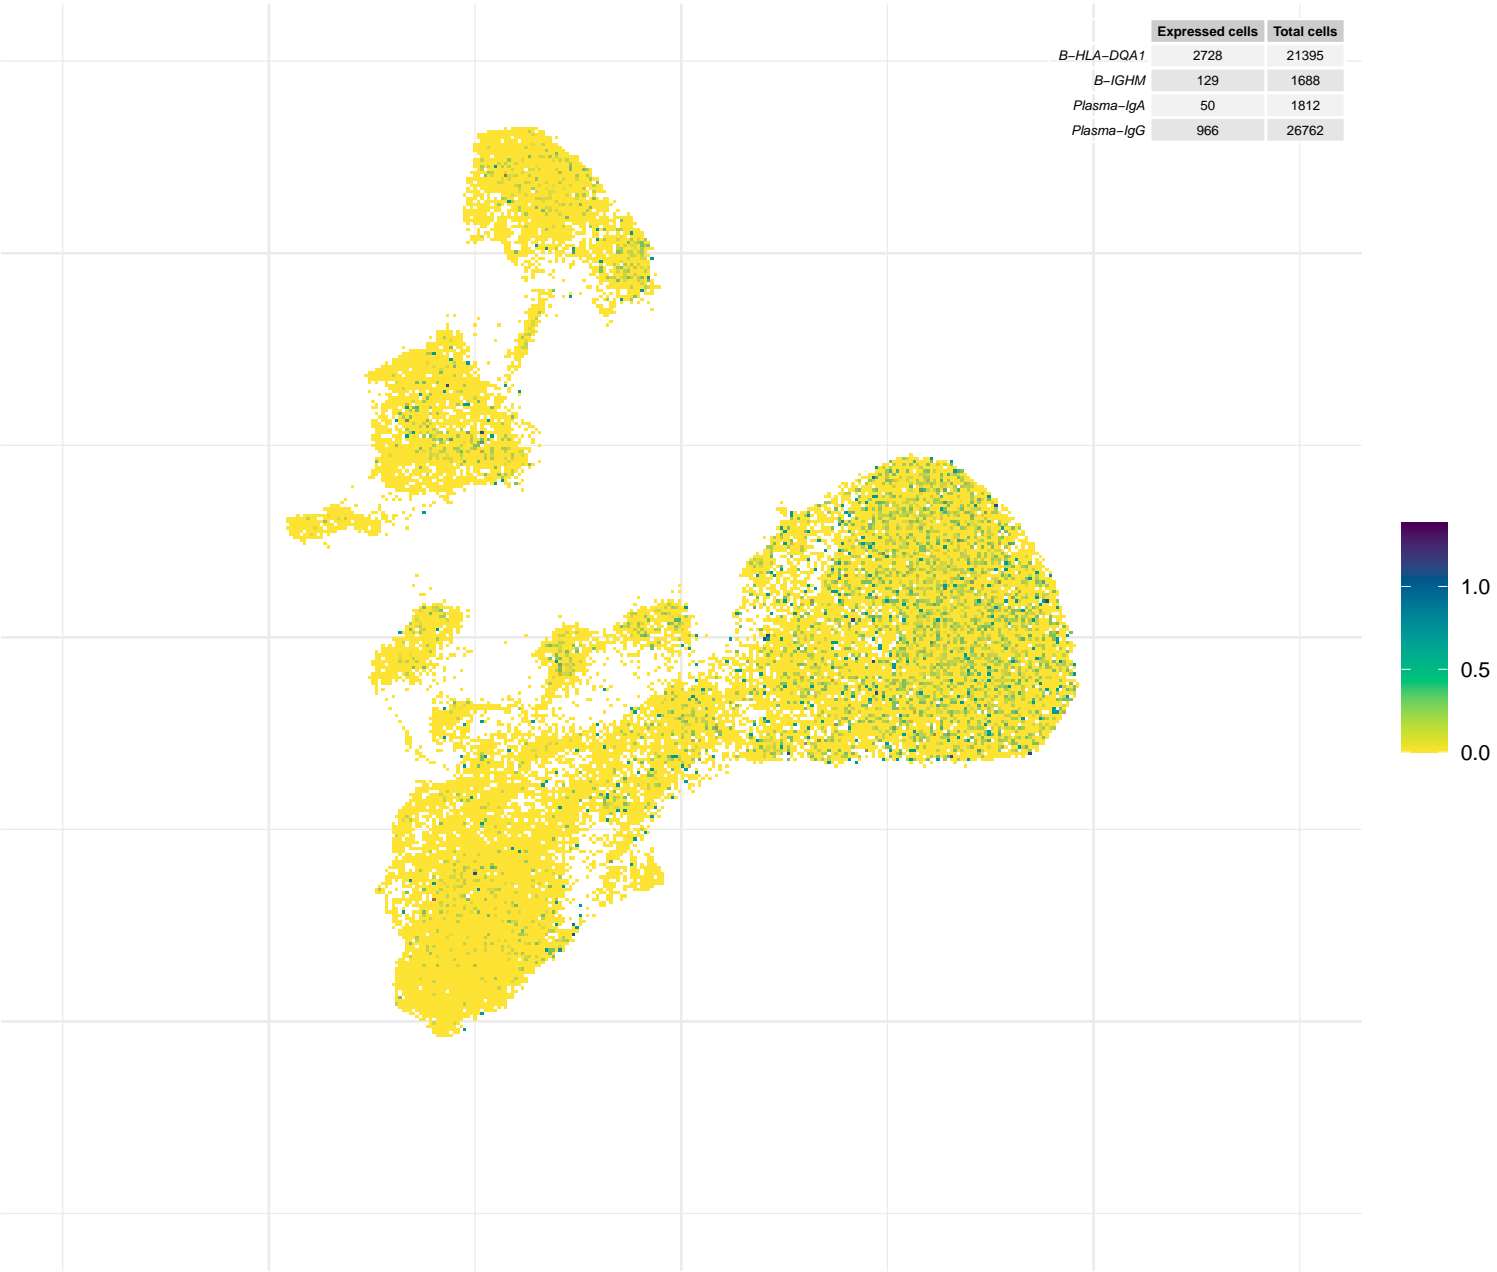 Expressed cells Total cells
B−HLA−DQA1 2728 21395
B−IGHM 129 1688
Plasma−IgA 50 1812
Plasma−IgG 966 26762
1.0
0.5
0.0